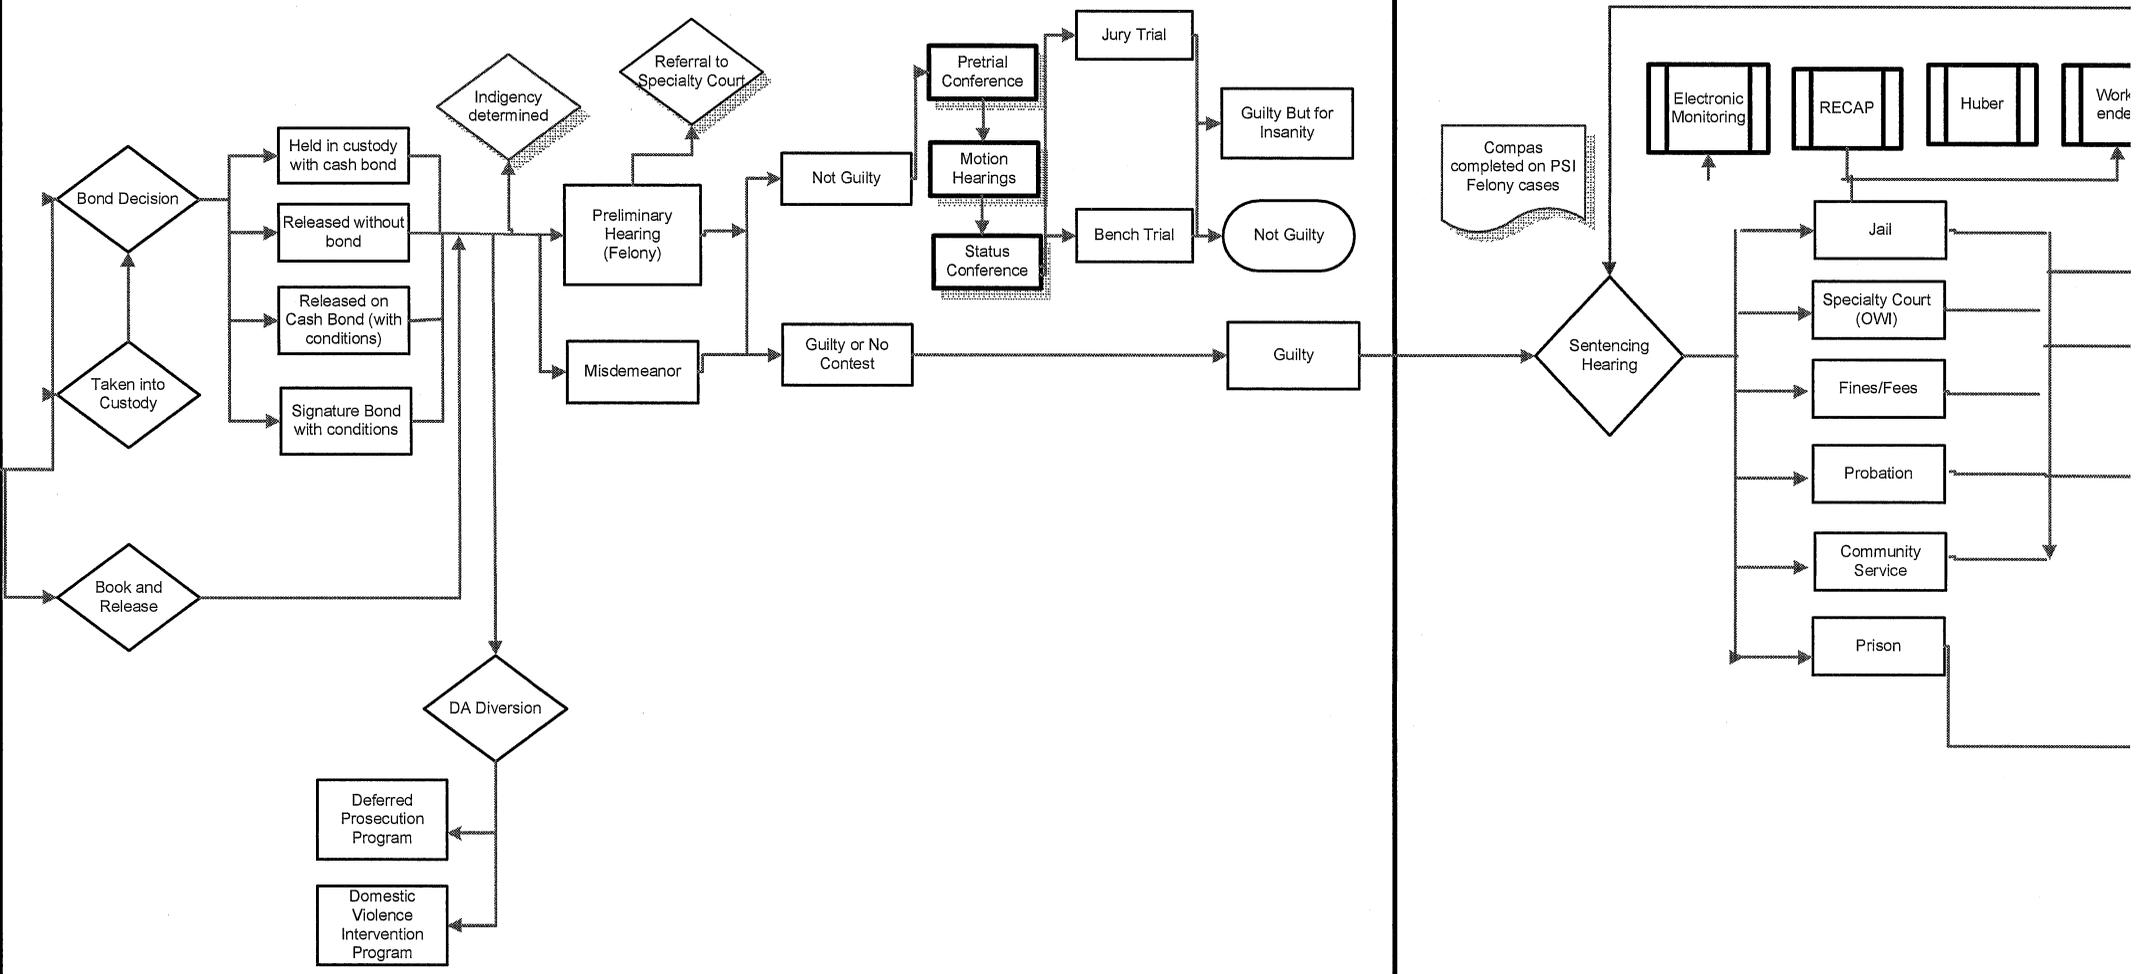 Bond Decision
Taken into
Custody
Book and
Release
Held in custody
with cash bond
Released without
bond
Released on
Cash Bond (with
conditions)
Signature Bond
with conditions
Indigency
determined
Referral to
Specialty Court
Preliminary
Hearing
(Felony)
Misdemeanor
DA Diversion
Deferred
Prosecution
Program
Domestic
Violence
Intervention
Program
Not Guilty
Guilty or No
Contest
Pretrial
Conference
Motion
Hearings
Status
Conference
Jury Trial
Bench Trial
Guilty But for
Insanity
Not Guilty
Guilty
Compas
completed on PSI
Felony cases
Sentencing
Hearing
Electronic
Monitoring
RECAP
Huber
Work
ende
Jail
Specialty Court
(OWI)
Fines/Fees
Probation
Community
Service
Prison